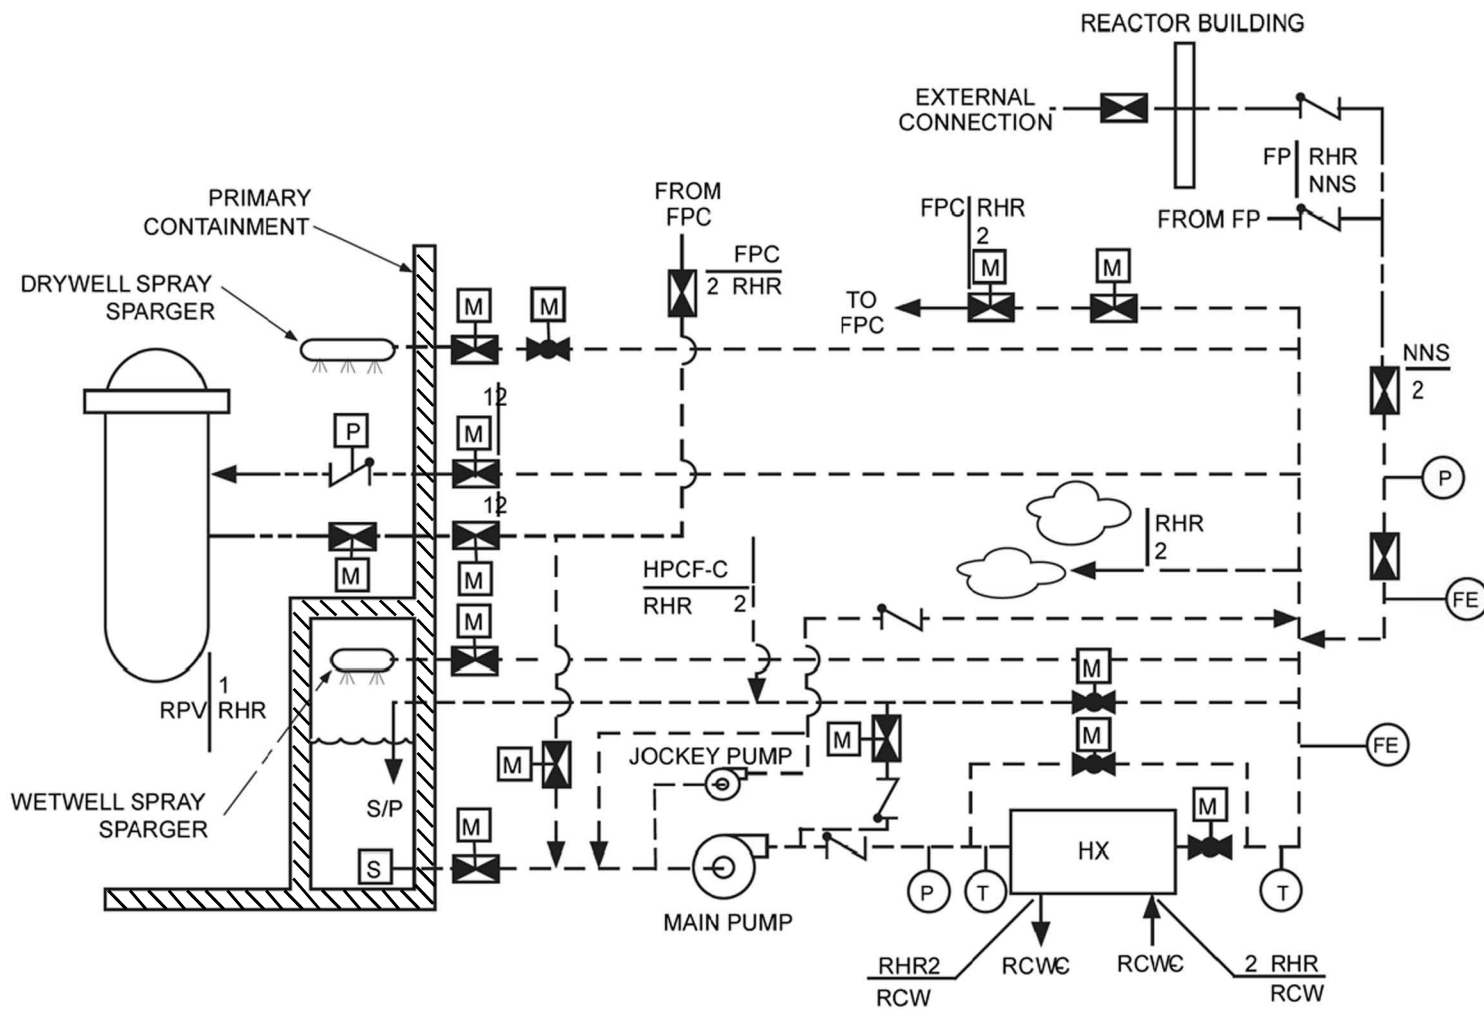 REACTOR BUILDING
EXTERNAL
CONNECTION
FP RHR
NNS
FROM FP
PRIMARY
CONTAINMENT
FROM
FPC
FPC RHR
2
FPC
2 RHR
M
M
DRYWELL SPRAY
SPARGER
M
M
TO
FPC
NNS
2
12
P
M
P
12
RHR
2
M
M
HPCF-C
RHR 2
FE
M
M
RPV 1
RHR
M
M
FE
JOCKEY PUMP
M
WETWELL SPRAY
SPARGER
S/P
M
M
HX
S
P
T
T
MAIN PUMP
RHR2
RCW
RCWC
RCWC
2 RHR
RCW